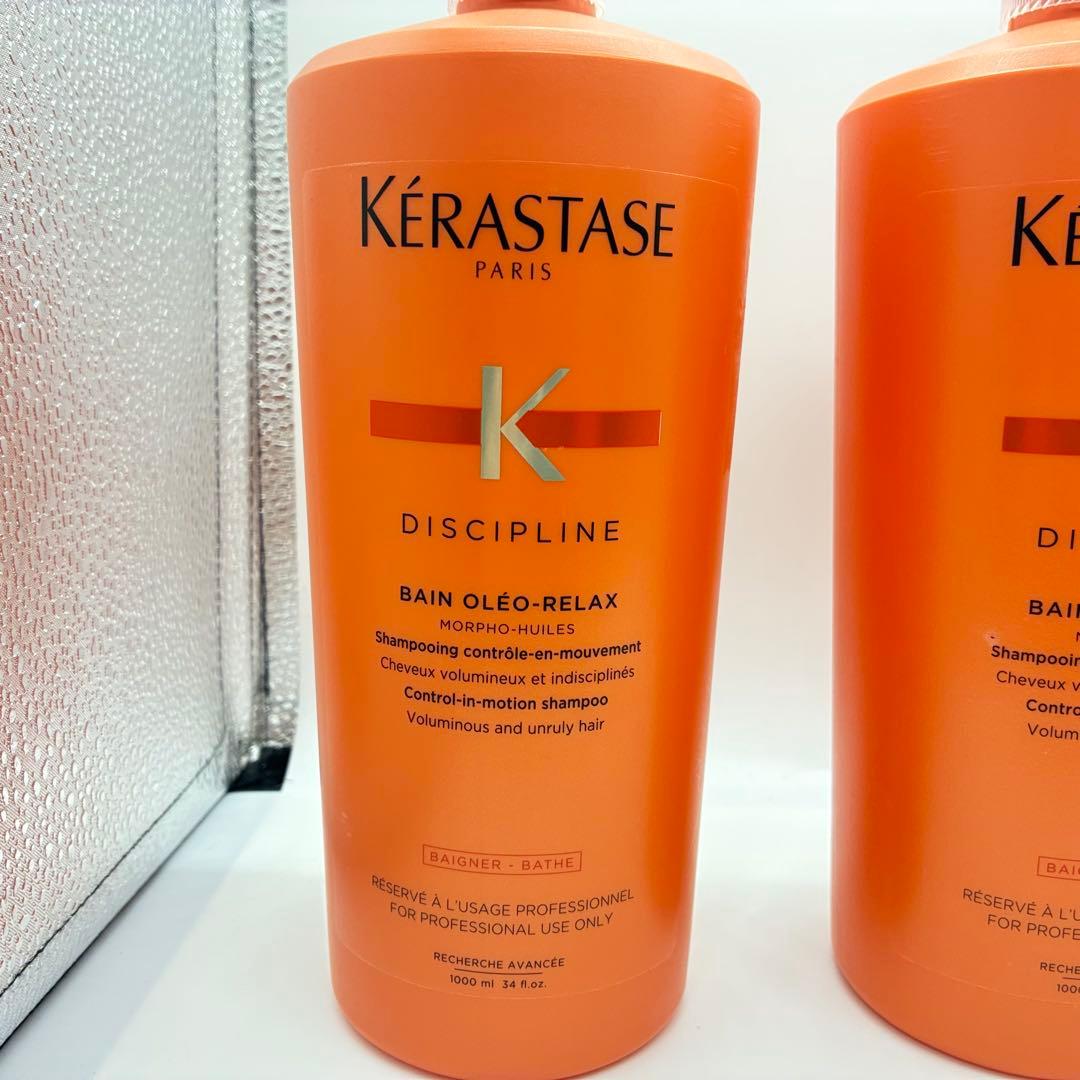 KÉRASTASE
PARIS
K
DISCIPLINE
BAIN OLÉO-RELAX
MORPHO-HUILES
Shampooing contrôle-en-mouvement
Cheveux volumineux et indisciplinés
Control-in-motion shampoo
Voluminous and unruly hair
BAIGNER - BATHE
RÉSERVÉ À L'USAGE PROFESSIONNEL
FOR PROFESSIONAL USE ONLY
RECHERCHE AVANCÉE
1000 ml 34 fl.oz.
KÉ
DI
BAI
Shampooin
Cheveux v
Contro
Volum
BAI
RÉSERVÉ À L'U
FOR PROFE
RECHE
100